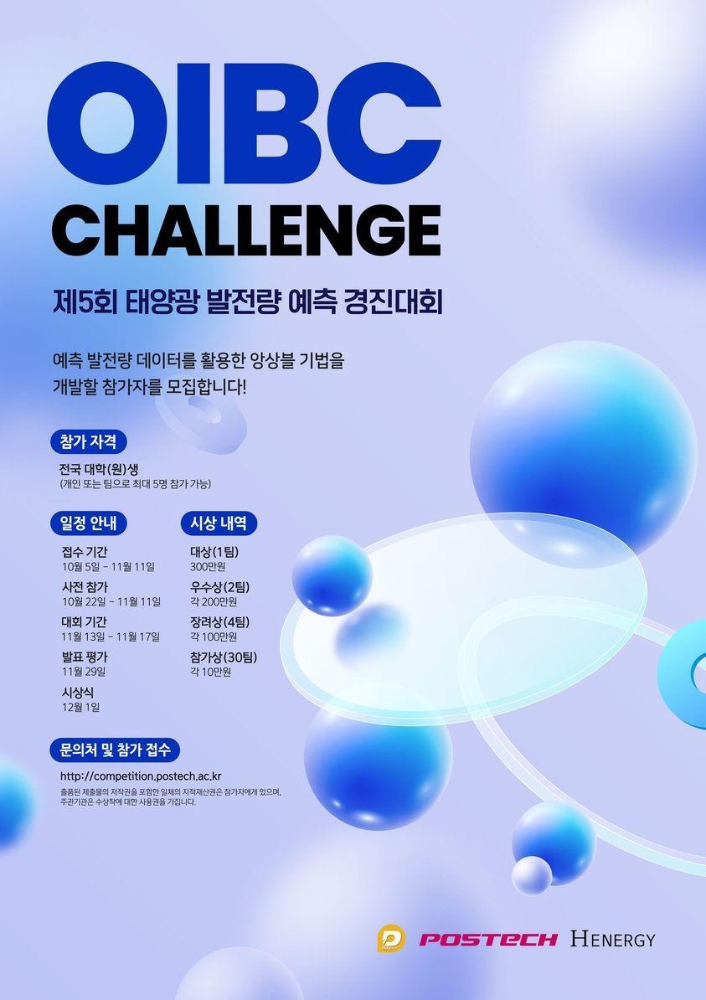 OIBC
CHALLENGE
제5회 태양광 발전량 예측 경진대회
예측 발전량 데이터를 활용한 앙상블 기법을
개발할 참가자를 모집합니다!
참가 자격
전국 대학(원)생
(개인 또는 팀으로 최대 5명 참가 가능)
일정 안내
접수 기간
10월 5일 - 11월 11일
사전 참가
10월 22일 - 11월 11일
대회 기간
11월 13일 - 11월 17일
발표 평가
11월 29일
시상식
12월 1일
시상 내역
대상(1팀)
300만원
우수상(2팀)
각 200만원
장려상(4팀)
각 100만원
참가상(30팀)
각 10만원
문의처 및 참가 접수
http://competition.postech.ac.kr
출품된 제출물의 저작권을 포함한 일체의 지적재산권은 참가자에게 있으며,
주관기관은 수상작에 대한 사용권을 가집니다.
POSTECH HENERGY